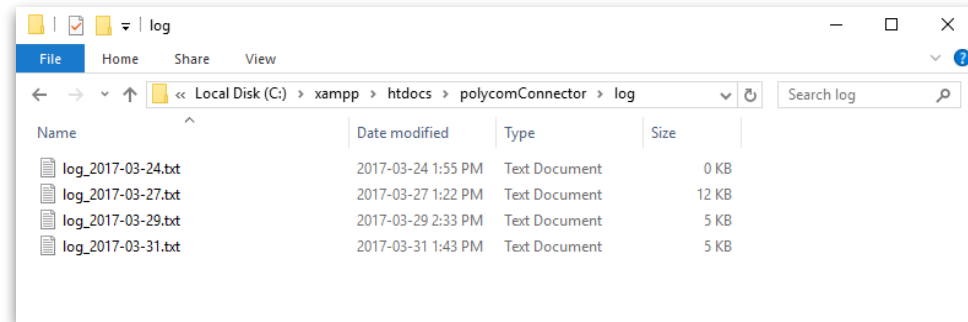 log
File Home Share View
« Local Disk (C:) > xampp > htdocs > polycomConnector > log Search log
Name Date modified Type Size
log_2017-03-24.txt 2017-03-24 1:55 PM Text Document 0 KB
log_2017-03-27.txt 2017-03-27 1:22 PM Text Document 12 KB
log_2017-03-29.txt 2017-03-29 2:33 PM Text Document 5 KB
log_2017-03-31.txt 2017-03-31 1:43 PM Text Document 5 KB